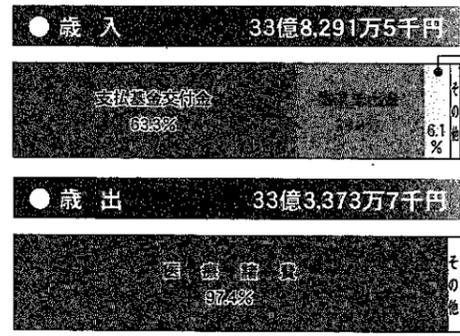 ●歳入 33億8,291万5千円
支払基金交付金
63.3%
6.1
%
その他
●歳出 33億3,373万7千円
医療諸費
97.4%
その他